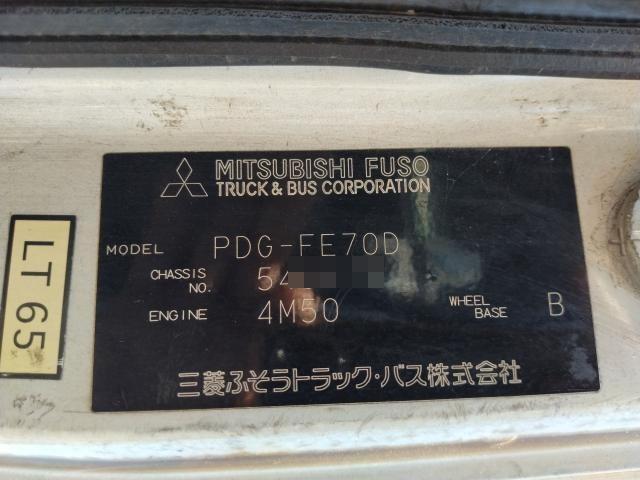 MITSUBISHI FUSO
TRUCK & BUS CORPORATION
MODEL PDG-FE70D
CHASSIS NO. 54
ENGINE 4M50 WHEEL BASE B
三菱ふそうトラック・バス株式会社
LT 65